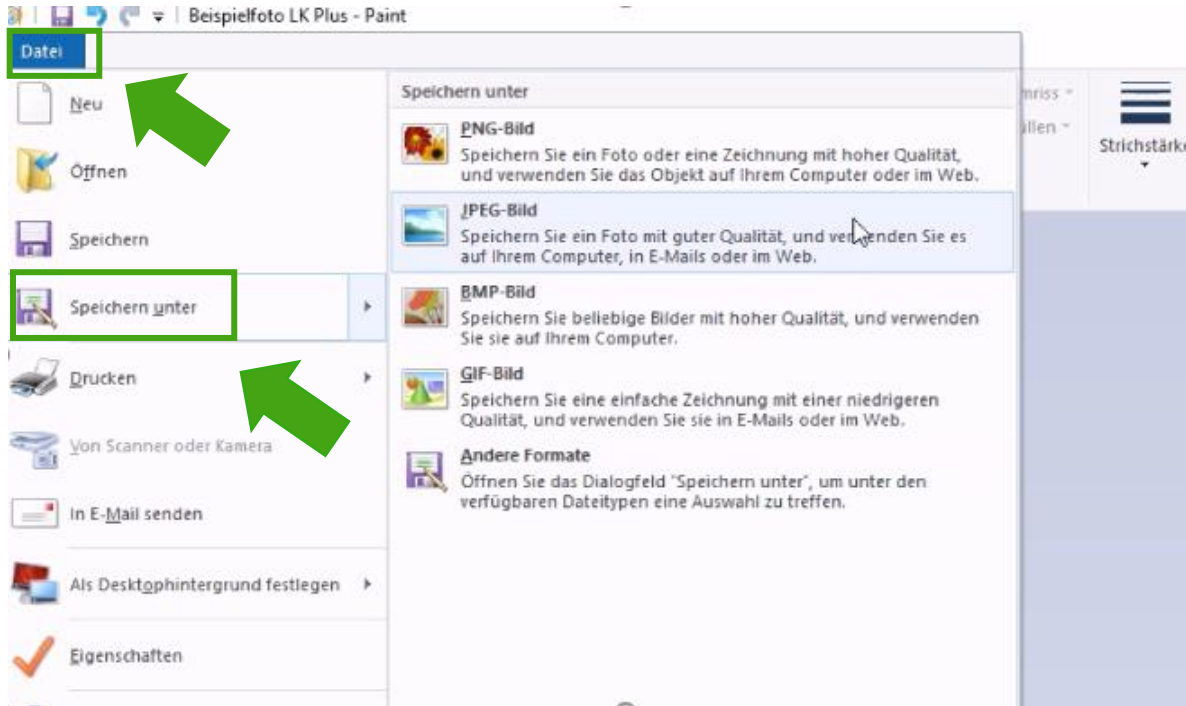 Beispielfoto LK Plus - Paint
Datei
Neu
Öffnen
Speichern
Speichern unter
Drucken
Von Scanner oder Kamera
In E-Mail senden
Als Desktophintergrund festlegen
Eigenschaften
Speichern unter
PNG-Bild
Speichern Sie ein Foto oder eine Zeichnung mit hoher Qualität,
und verwenden Sie das Objekt auf Ihrem Computer oder im Web.
JPEG-Bild
Speichern Sie ein Foto mit guter Qualität, und verwenden Sie es
auf Ihrem Computer, in E-Mails oder im Web.
BMP-Bild
Speichern Sie beliebige Bilder mit hoher Qualität, und verwenden
Sie sie auf Ihrem Computer.
GIF-Bild
Speichern Sie eine einfache Zeichnung mit einer niedrigeren
Qualität, und verwenden Sie sie in E-Mails oder im Web.
Andere Formate
Öffnen Sie das Dialogfeld "Speichern unter", um unter den
verfügbaren Dateitypen eine Auswahl zu treffen.
Strichstärke